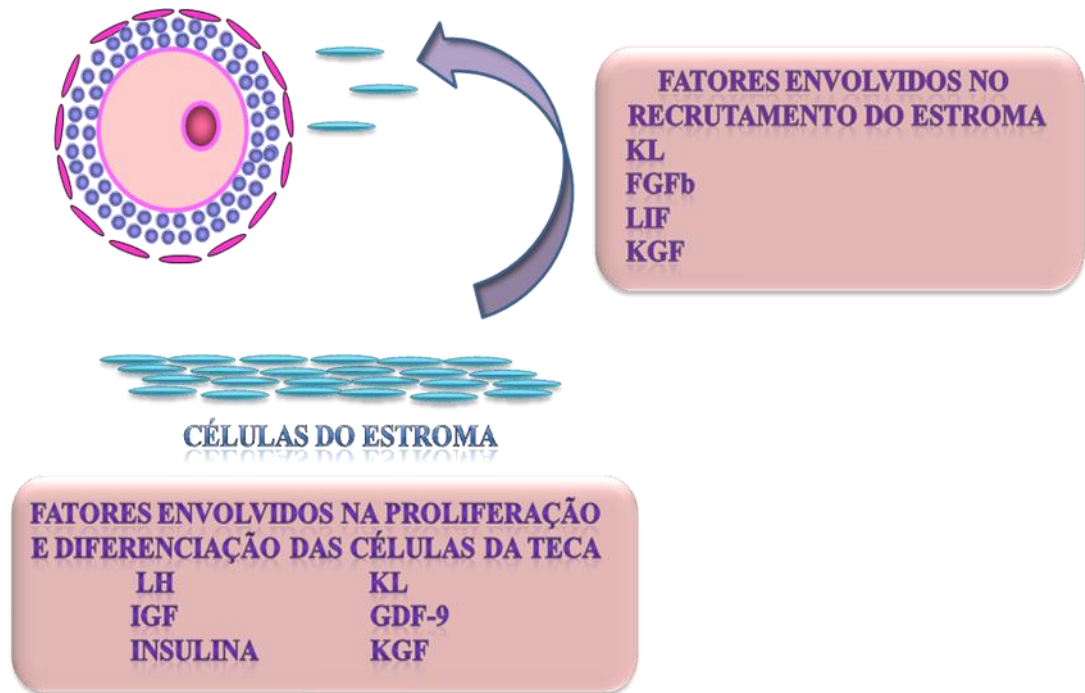 FATORES ENVOLVIDOS NO
RECRUTAMENTO DO ESTROMA
KL
FGFb
LIF
KGF
CÉLULAS DO ESTROMA
FATORES ENVOLVIDOS NA PROLIFERAÇÃO
E DIFERENCIAÇÃO DAS CÉLULAS DA TECA
LH KL
IGF GDF-9
INSULINA KGF